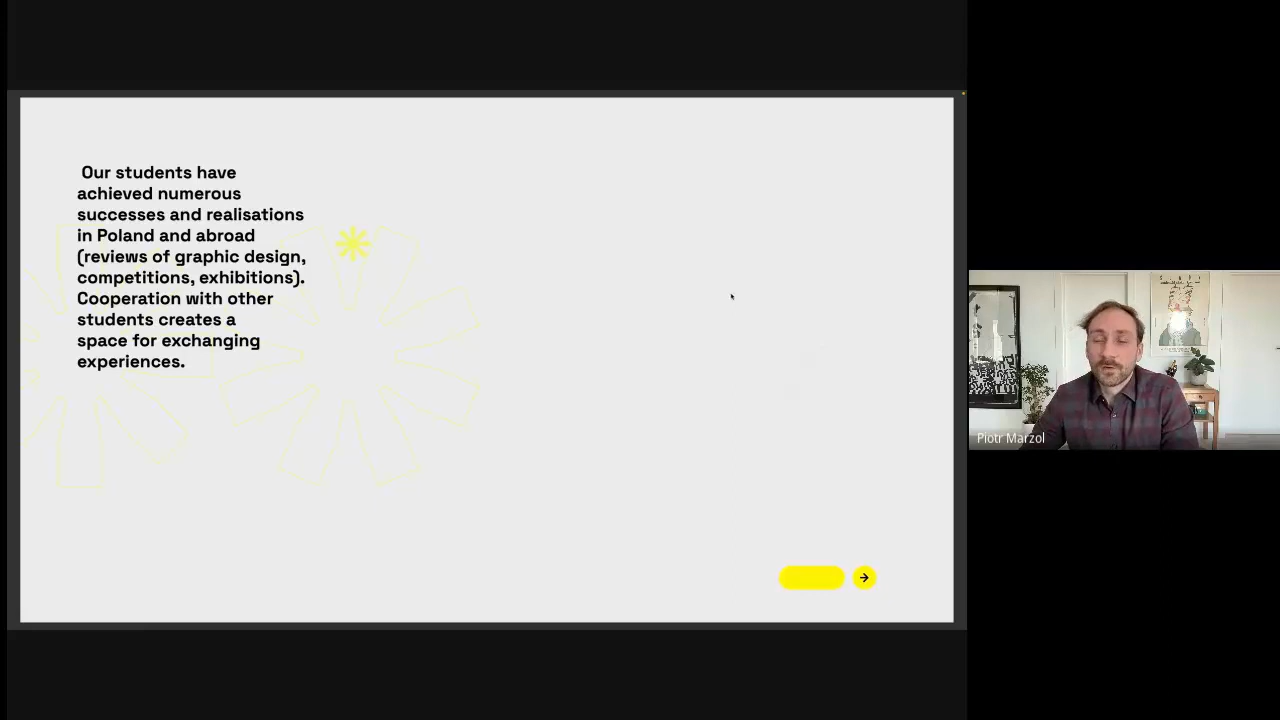 Our students have
achieved numerous
successes and realisations
in Poland and abroad
(reviews of graphic design,
competitions, exhibitions).
Cooperation with other
students creates a
space for exchanging
experiences.
Piotr Marzol